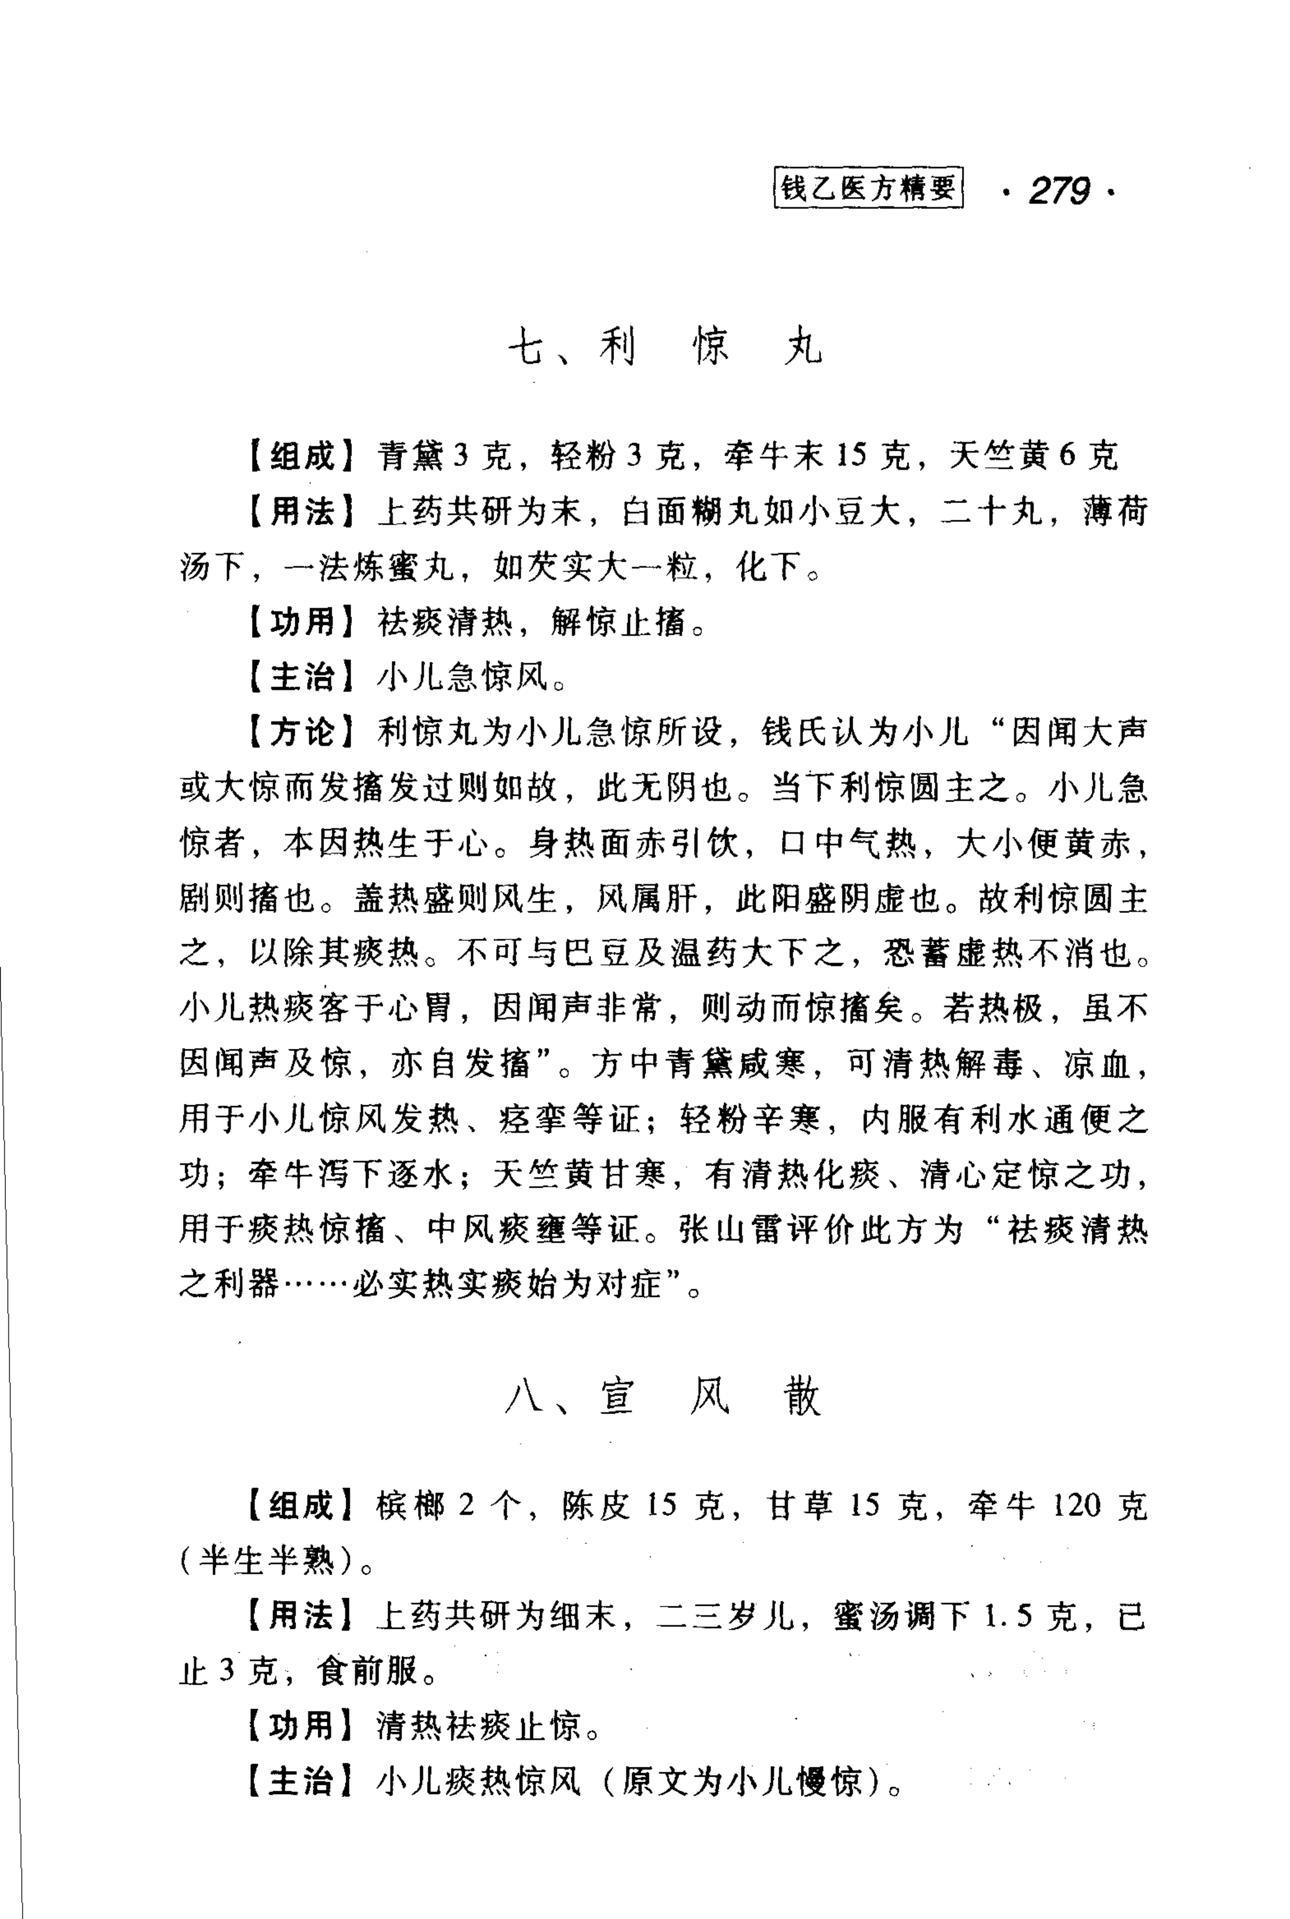 钱乙医方精要 ·279·
七、利 惊 丸
【组成】青黛3克，轻粉3克，牵牛末15克，天竺黄6克
【用法】上药共研为末，白面糊丸如小豆大，二十丸，薄荷
汤下，一法炼蜜丸，如芡实大一粒，化下。
【功用】祛痰清热，解惊止搐。
【主治】小儿急惊风。
【方论】利惊丸为小儿急惊所设，钱氏认为小儿“因闻大声
或大惊而发搐发过则如故，此无阴也。当下利惊圆主之。小儿急
惊者，本因热生于心。身热面赤引饮，口中气热，大小便黄赤，
剧则搐也。盖热盛则风生，风属肝，此阳盛阴虚也。故利惊圆主
之，以除其痰热。不可与巴豆及温药大下之，恐蓄虚热不消也。
小儿热痰客于心胃，因闻声非常，则动而惊搐矣。若热极，虽不
因闻声及惊，亦自发搐”。方中青黛咸寒，可清热解毒、凉血，
用于小儿惊风发热、痉挛等证；轻粉辛寒，内服有利水通便之
功；牵牛泻下逐水；天竺黄甘寒，有清热化痰、清心定惊之功，
用于痰热惊搐、中风痰壅等证。张山雷评价此方为“祛痰清热
之利器……必实热实痰始为对症”。
八、宣 风 散
【组成】槟榔2个，陈皮15克，甘草15克，牵牛120克
（半生半熟）。
【用法】上药共研为细末，二三岁儿，蜜汤调下1.5克，已
止3克，食前服。
【功用】清热祛痰止惊。
【主治】小儿痰热惊风（原文为小儿慢惊）。